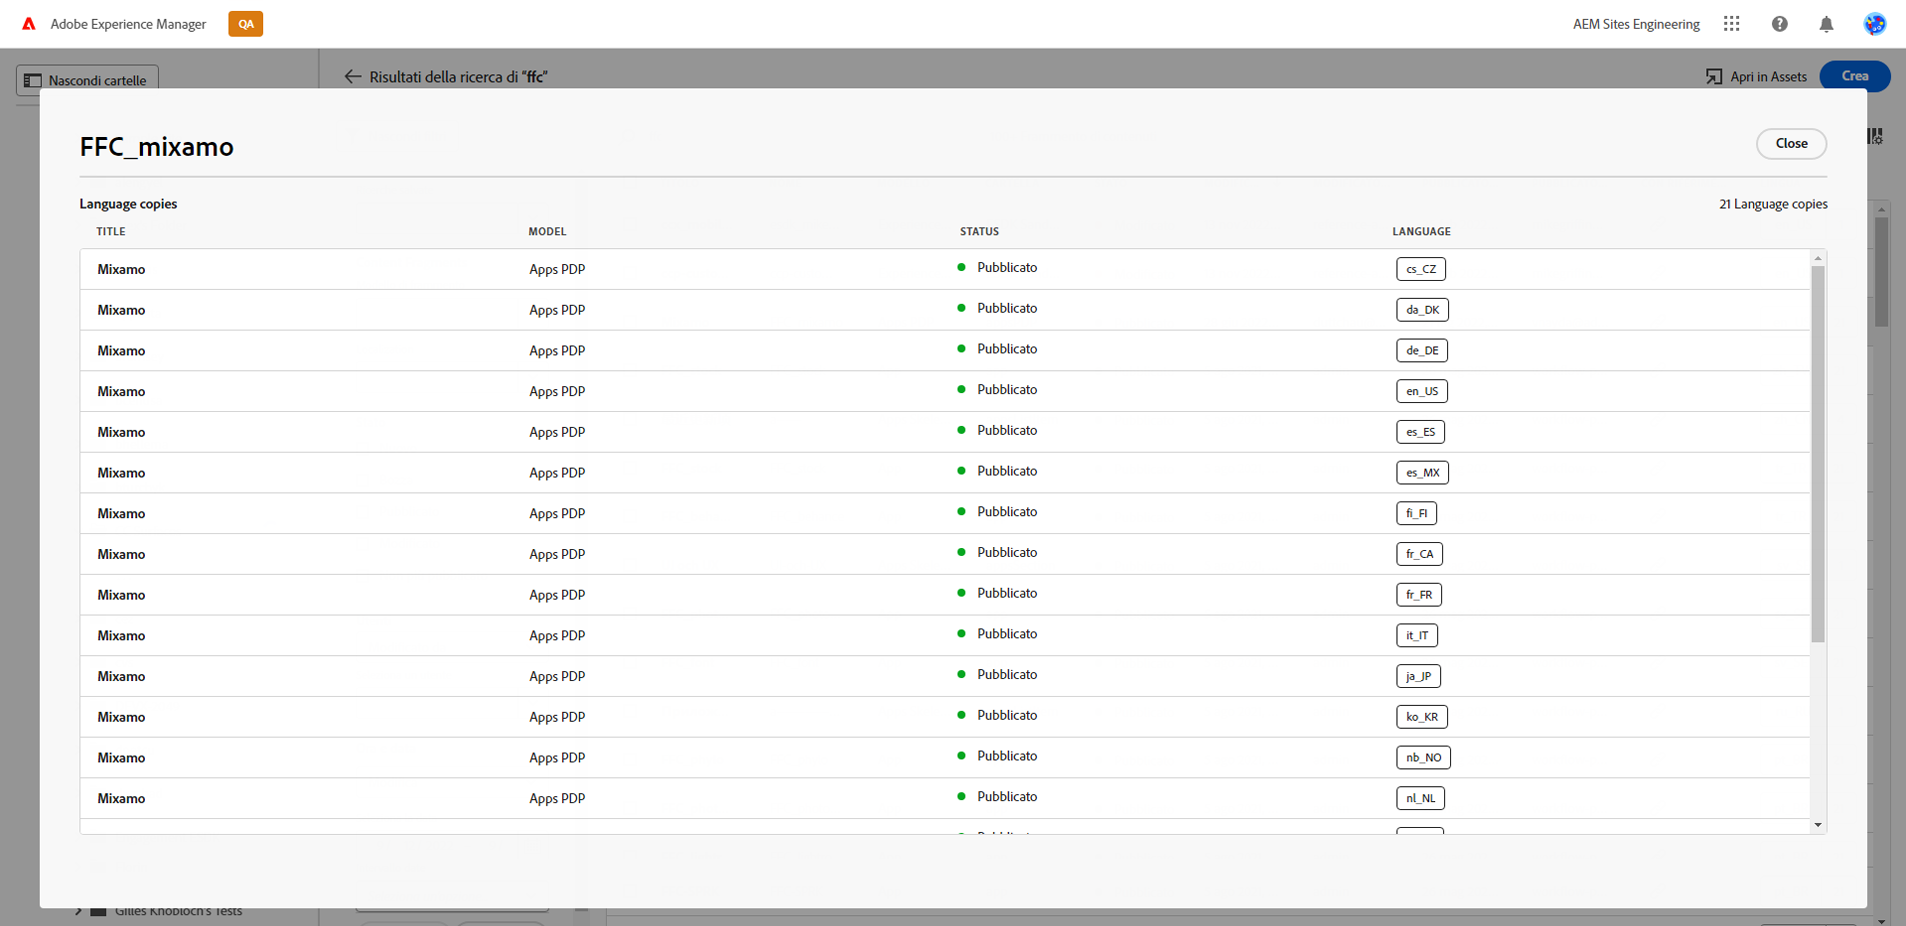 Adobe Experience Manager QA AEM Sites Engineering
Nascondi cartelle
Risultati della ricerca di “ffc”
Apri in Assets
Crea
FFC_mixamo
Close
Language copies
21 Language copies
TITLE MODEL STATUS LANGUAGE
Mixamo Apps PDP Pubblicato cs_CZ
Mixamo Apps PDP Pubblicato da_DK
Mixamo Apps PDP Pubblicato de_DE
Mixamo Apps PDP Pubblicato en_US
Mixamo Apps PDP Pubblicato es_ES
Mixamo Apps PDP Pubblicato es_MX
Mixamo Apps PDP Pubblicato fi_FI
Mixamo Apps PDP Pubblicato fr_CA
Mixamo Apps PDP Pubblicato fr_FR
Mixamo Apps PDP Pubblicato it_IT
Mixamo Apps PDP Pubblicato ja_JP
Mixamo Apps PDP Pubblicato ko_KR
Mixamo Apps PDP Pubblicato nb_NO
Mixamo Apps PDP Pubblicato nl_NL
Gilles Knobloch's Tests